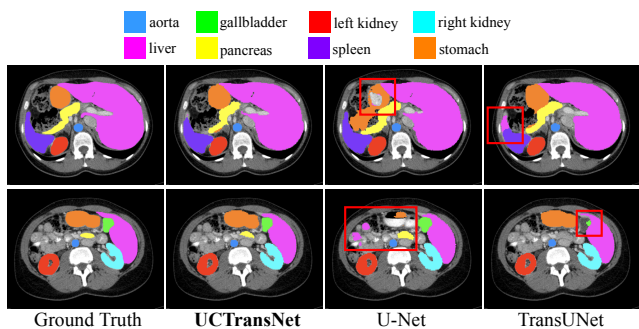 aorta gallbladder left kidney right kidney
liver pancreas spleen stomach
Ground Truth UCTransNet U-Net TransUNet